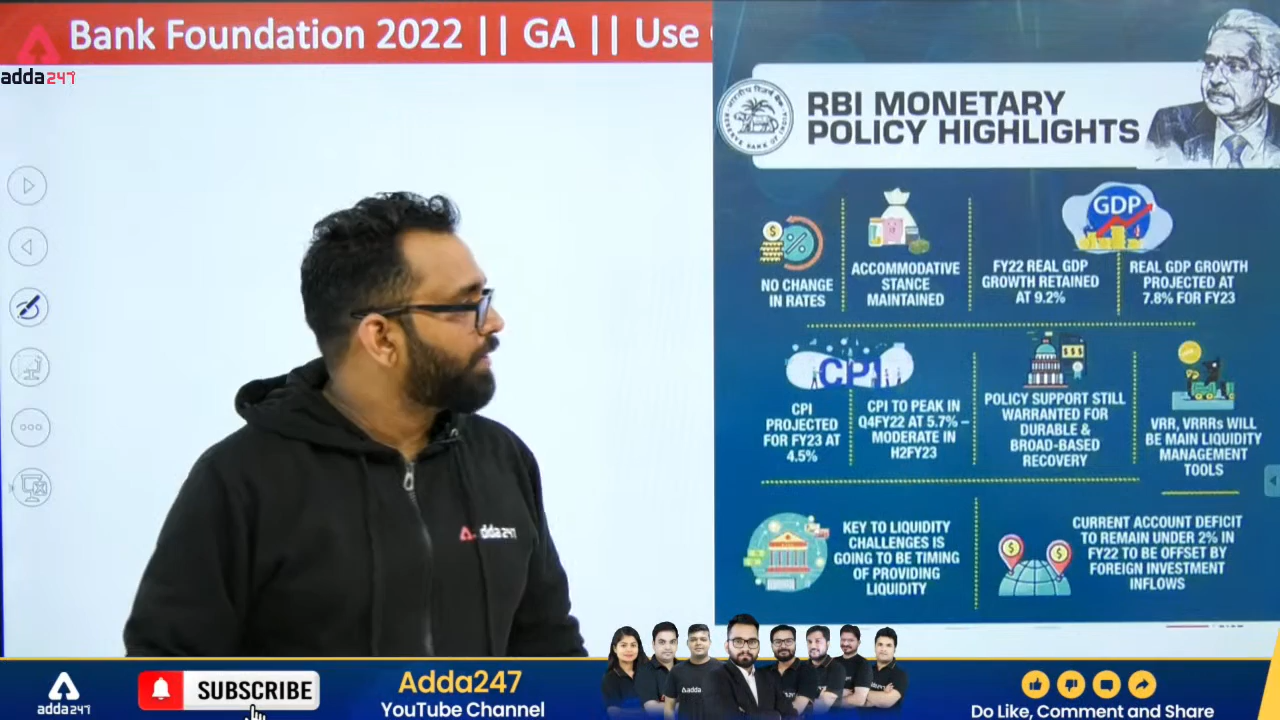 Bank Foundation 2022 || GA || Use
adda247
RBI MONETARY
POLICY HIGHLIGHTS
GDP
NO CHANGE
IN RATES
ACCOMMODATIVE
STANCE
MAINTAINED
FY22 REAL GDP
GROWTH RETAINED
AT 9.2%
REAL GDP GROWTH
PROJECTED AT
7.8% FOR FY23
CPI
CPI
PROJECTED
FOR FY23 AT
4.5%
CPI TO PEAK IN
Q4FY22 AT 5.7% –
MODERATE IN
H2FY23
POLICY SUPPORT STILL
WARRANTED FOR
DURABLE &
BROAD-BASED
RECOVERY
VRR, VRRRs WILL
BE MAIN LIQUIDITY
MANAGEMENT
TOOLS
KEY TO LIQUIDITY
CHALLENGES IS
GOING TO BE TIMING
OF PROVIDING
LIQUIDITY
CURRENT ACCOUNT DEFICIT
TO REMAIN UNDER 2% IN
FY22 TO BE OFFSET BY
FOREIGN INVESTMENT
INFLOWS
adda247
adda247
SUBSCRIBE
Adda247
YouTube Channel
Do Like, Comment and Share